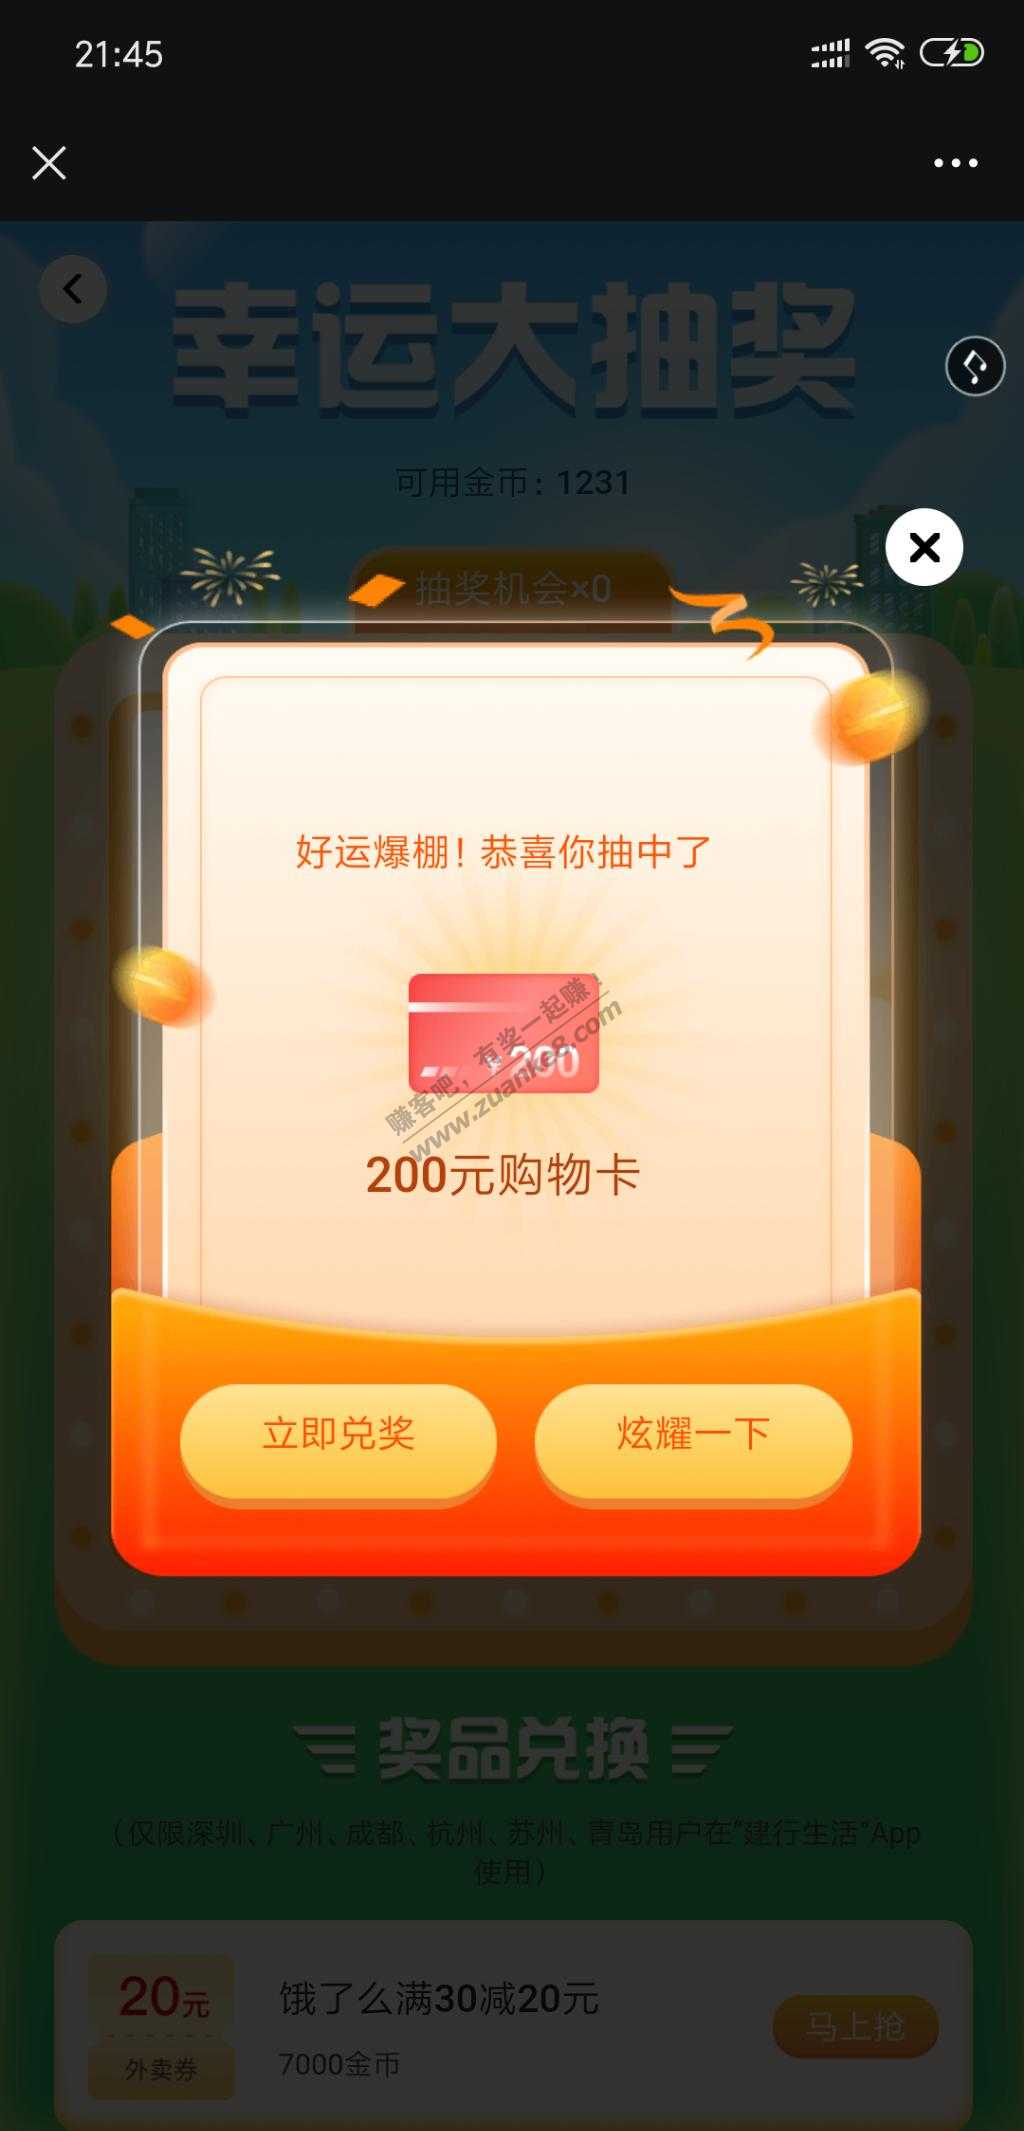 21:45
幸运大抽奖
可用金币：1231
抽奖机会×0
好运爆棚！恭喜你抽中了
¥200
赚客吧，有奖一起赚！
www.zuanke8.com
200元购物卡
立即兑奖
炫耀一下
奖品兑换
（仅限深圳、广州、成都、杭州、苏州、青岛用户在“建行生活”App
使用）
20元
饿了么满30减20元
马上抢
外卖券
7000金币